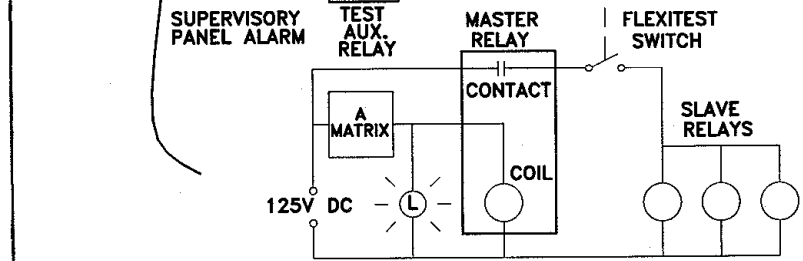 SUPERVISORY
PANEL ALARM
TEST
AUX.
RELAY
MASTER
RELAY
FLEXITEST
SWITCH
CONTACT
A
MATRIX
SLAVE
RELAYS
COIL
125V DC
L